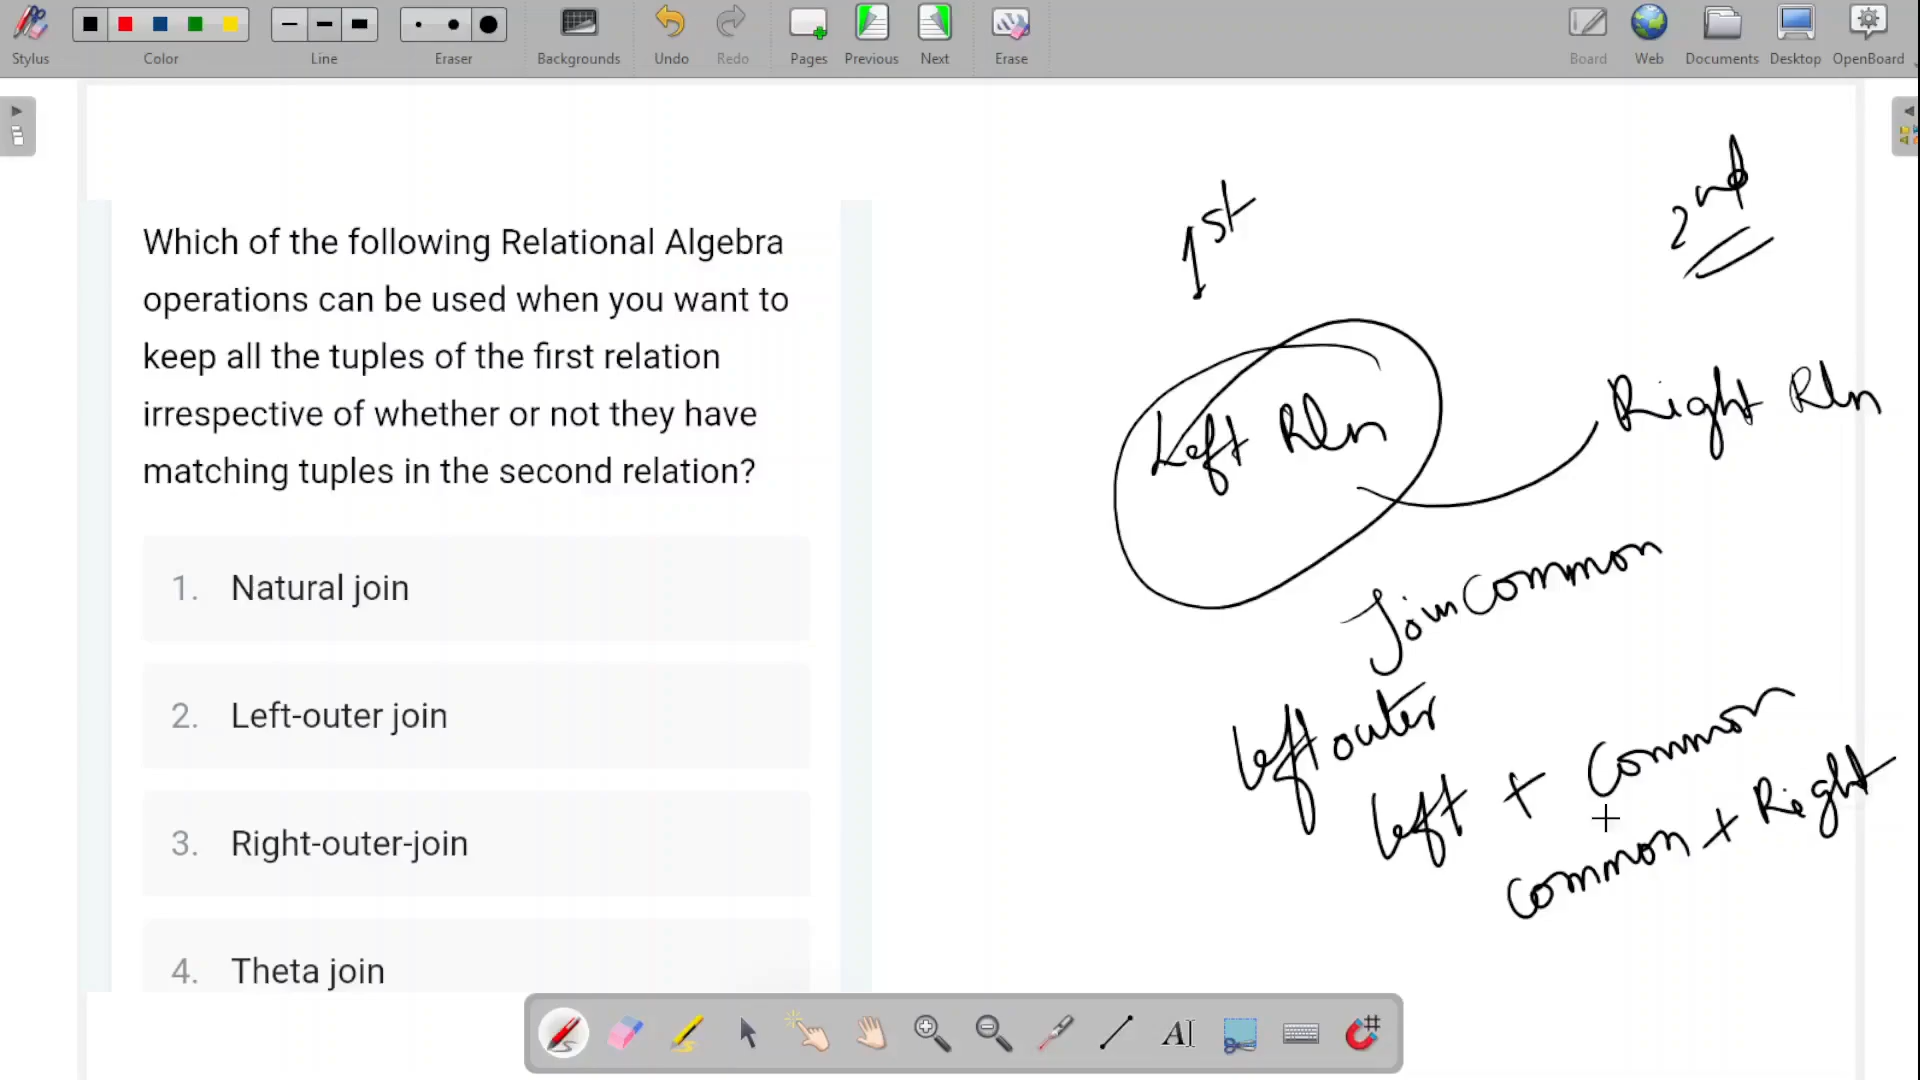 Stylus
Color
Line
Eraser
Backgrounds
Undo
Redo
Pages
Previous
Next
Erase
Board
Web
Documents
Desktop
OpenBoard
Which of the following Relational Algebra
operations can be used when you want to
keep all the tuples of the first relation
irrespective of whether or not they have
matching tuples in the second relation?
1. Natural join
2. Left-outer join
3. Right-outer-join
4. Theta join
1st
2nd
Left Rln
Right Rln
Join Common
Left outer
Left + Common
Common + Right
AI